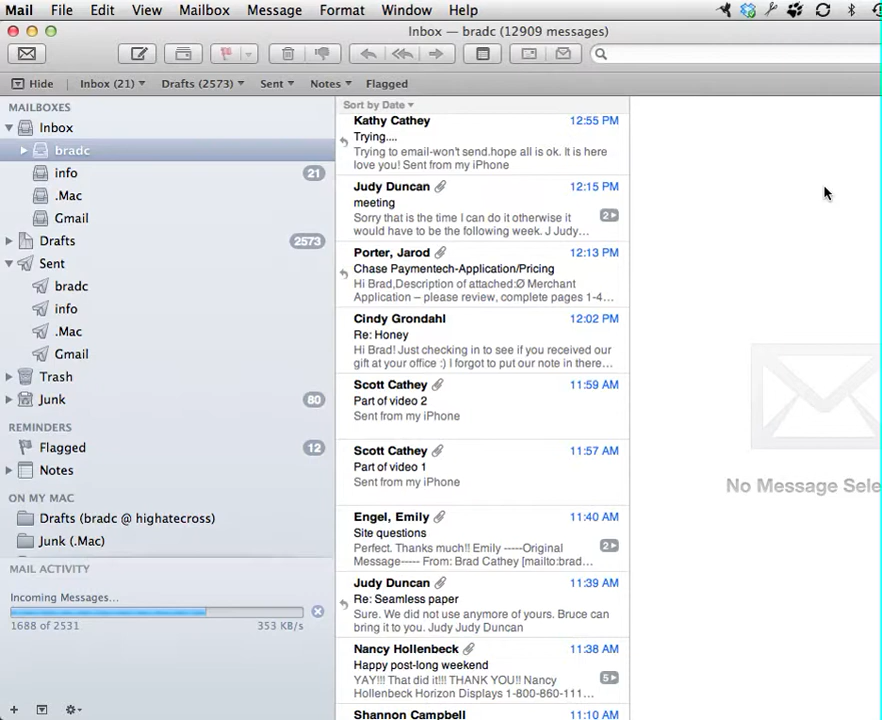 Mail File Edit View Mailbox Message Format Window Help
Inbox — bradc (12909 messages)
Hide Inbox (21) Drafts (2573) Sent Notes Flagged
MAILBOXES
Inbox
bradc
info 21
.Mac
Gmail
Drafts 2573
Sent
bradc
info
.Mac
Gmail
Trash
Junk 80
REMINDERS
Flagged 12
Notes
ON MY MAC
Drafts (bradc @ highatecross)
Junk (.Mac)
MAIL ACTIVITY
Incoming Messages...
1688 of 2531 353 KB/s
Sort by Date
Kathy Cathey 12:55 PM
Trying....
Trying to email-won't send.hope all is ok. It is here
love you! Sent from my iPhone
Judy Duncan 12:15 PM
meeting
Sorry that is the time I can do it otherwise it 2
would have to be the following week. J Judy...
Porter, Jarod 12:13 PM
Chase Paymentech-Application/Pricing
Hi Brad,Description of attached:Ø Merchant
Application – please review, complete pages 1-4...
Cindy Grondahl 12:02 PM
Re: Honey
Hi Brad! Just checking in to see if you received our
gift at your office :) I forgot to put our note in there...
Scott Cathey 11:59 AM
Part of video 2
Sent from my iPhone
Scott Cathey 11:57 AM
Part of video 1
Sent from my iPhone
Engel, Emily 11:40 AM
Site questions
Perfect. Thanks much!! Emily -----Original 2
Message----- From: Brad Cathey [mailto:brad...
Judy Duncan 11:39 AM
Re: Seamless paper
Sure. We did not use anymore of yours. Bruce can
bring it to you. Judy Judy Duncan
Nancy Hollenbeck 11:38 AM
Happy post-long weekend
YAY!!! That did it!!! THANK YOU!! Nancy 5
Hollenbeck Horizon Displays 1-800-860-111...
Shannon Campbell 11:10 AM
No Message Sele